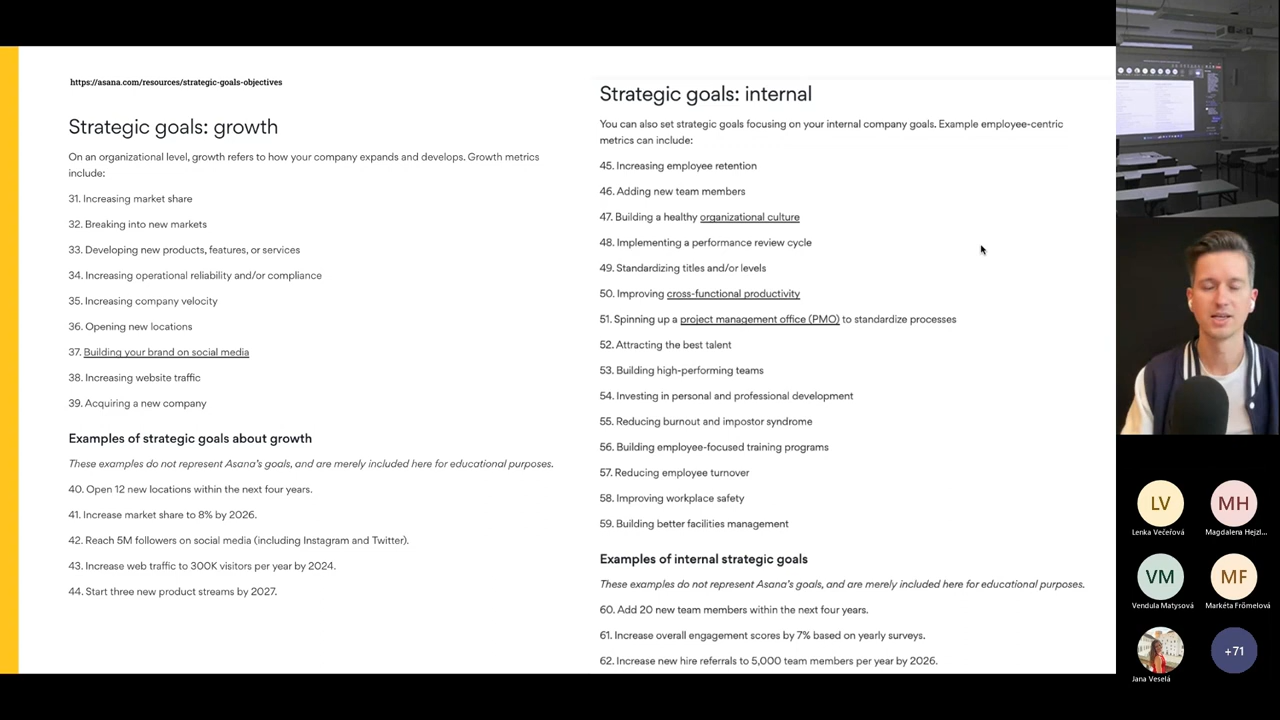 https://asana.com/resources/strategic-goals-objectives
Strategic goals: growth
On an organizational level, growth refers to how your company expands and develops. Growth metrics
include:
31. Increasing market share
32. Breaking into new markets
33. Developing new products, features, or services
34. Increasing operational reliability and/or compliance
35. Increasing company velocity
36. Opening new locations
37. Building your brand on social media
38. Increasing website traffic
39. Acquiring a new company
Examples of strategic goals about growth
These examples do not represent Asana's goals, and are merely included here for educational purposes.
40. Open 12 new locations within the next four years.
41. Increase market share to 8% by 2026.
42. Reach 5M followers on social media (including Instagram and Twitter).
43. Increase web traffic to 300K visitors per year by 2024.
44. Start three new product streams by 2027.
Strategic goals: internal
You can also set strategic goals focusing on your internal company goals. Example employee-centric
metrics can include:
45. Increasing employee retention
46. Adding new team members
47. Building a healthy organizational culture
48. Implementing a performance review cycle
49. Standardizing titles and/or levels
50. Improving cross-functional productivity
51. Spinning up a project management office (PMO) to standardize processes
52. Attracting the best talent
53. Building high-performing teams
54. Investing in personal and professional development
55. Reducing burnout and impostor syndrome
56. Building employee-focused training programs
57. Reducing employee turnover
58. Improving workplace safety
59. Building better facilities management
Examples of internal strategic goals
These examples do not represent Asana's goals, and are merely included here for educational purposes.
60. Add 20 new team members within the next four years.
61. Increase overall engagement scores by 7% based on yearly surveys.
62. Increase new hire referrals to 5,000 team members per year by 2026.
LV
MH
Lenka Večeřová
Magdalena Hejzl...
VM
MF
Vendula Matysová
Markéta Frömelová
+71
Jana Veselá